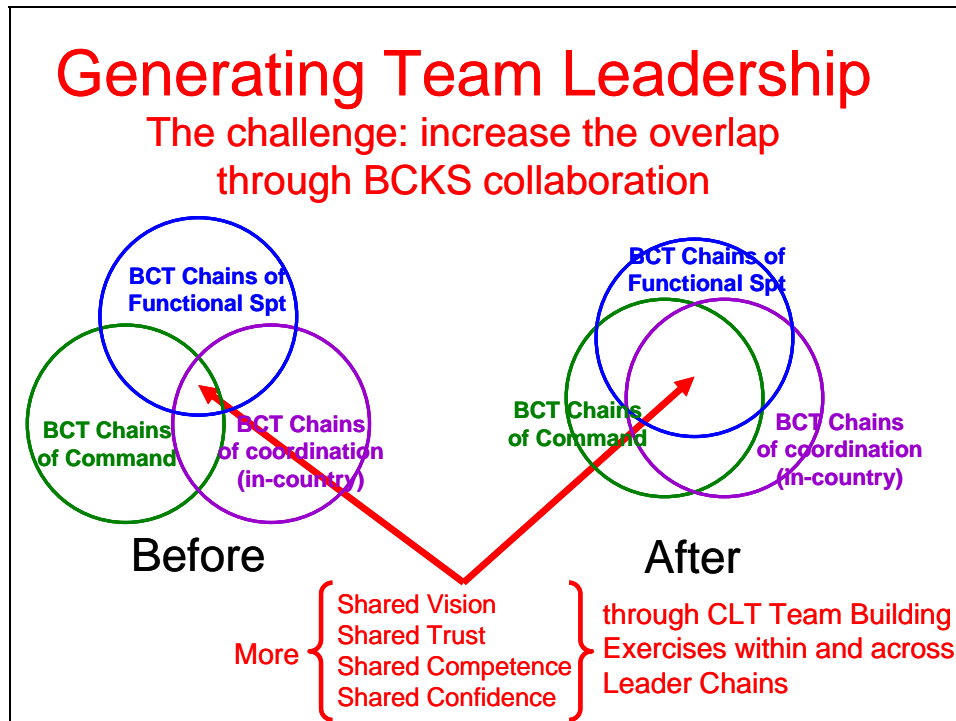 Generating Team Leadership
The challenge: increase the overlap
through BCKS collaboration
BCT Chains of
Functional Spt
BCT Chains
of Command
BCT Chains
of coordination
(in-country)
Before
BCT Chains of
Functional Spt
BCT Chains
of Command
BCT Chains
of coordination
(in-country)
After
More
Shared Vision
Shared Trust
Shared Competence
Shared Confidence
through CLT Team Building
Exercises within and across
Leader Chains